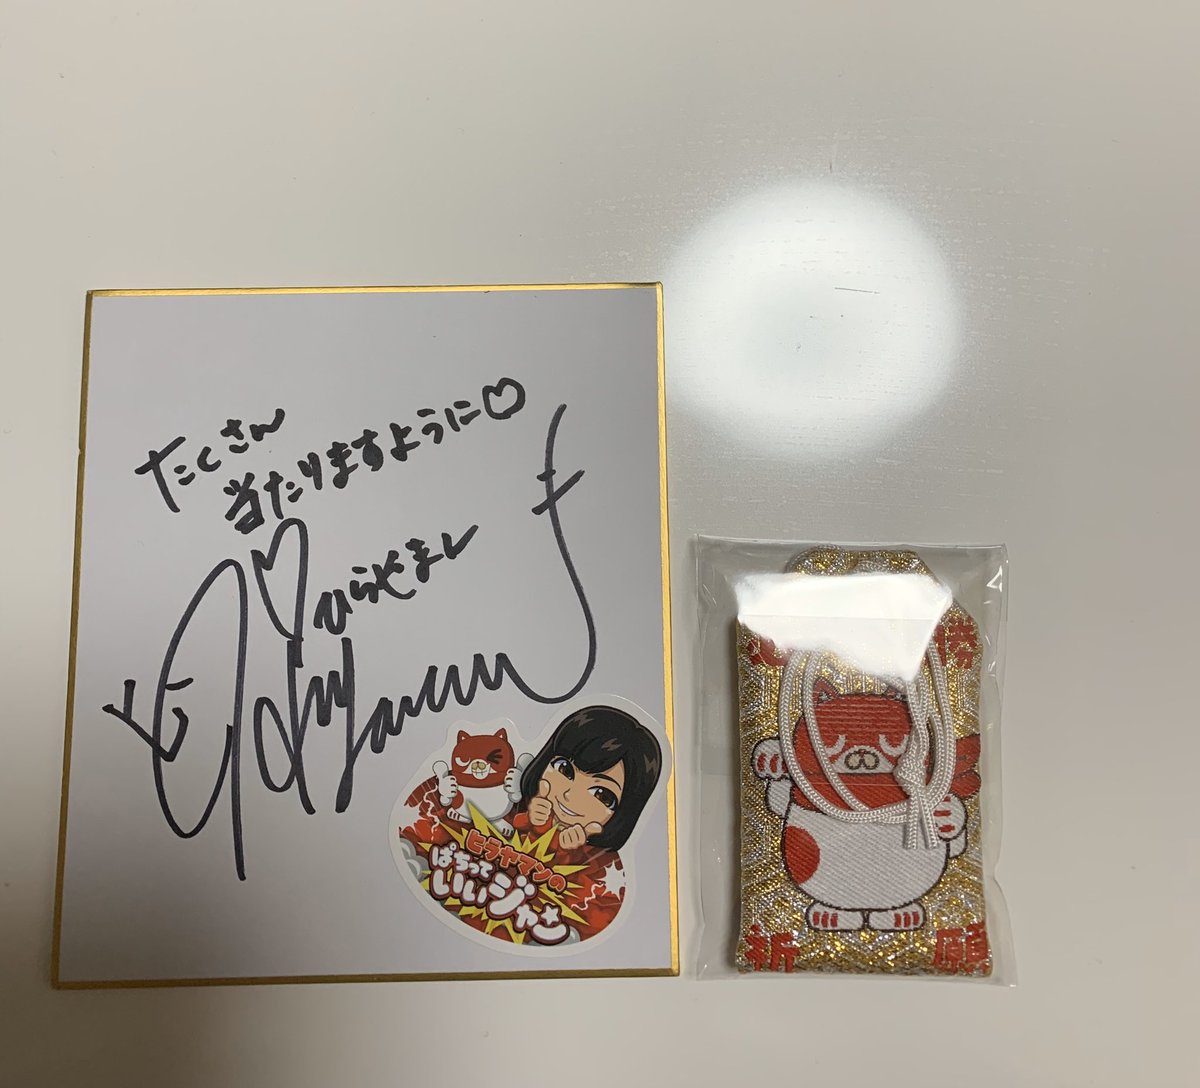 たくさん
当たりますように♡
ひらやまん
ヒラヤマンの
ぱちって
いいジャン
祈願